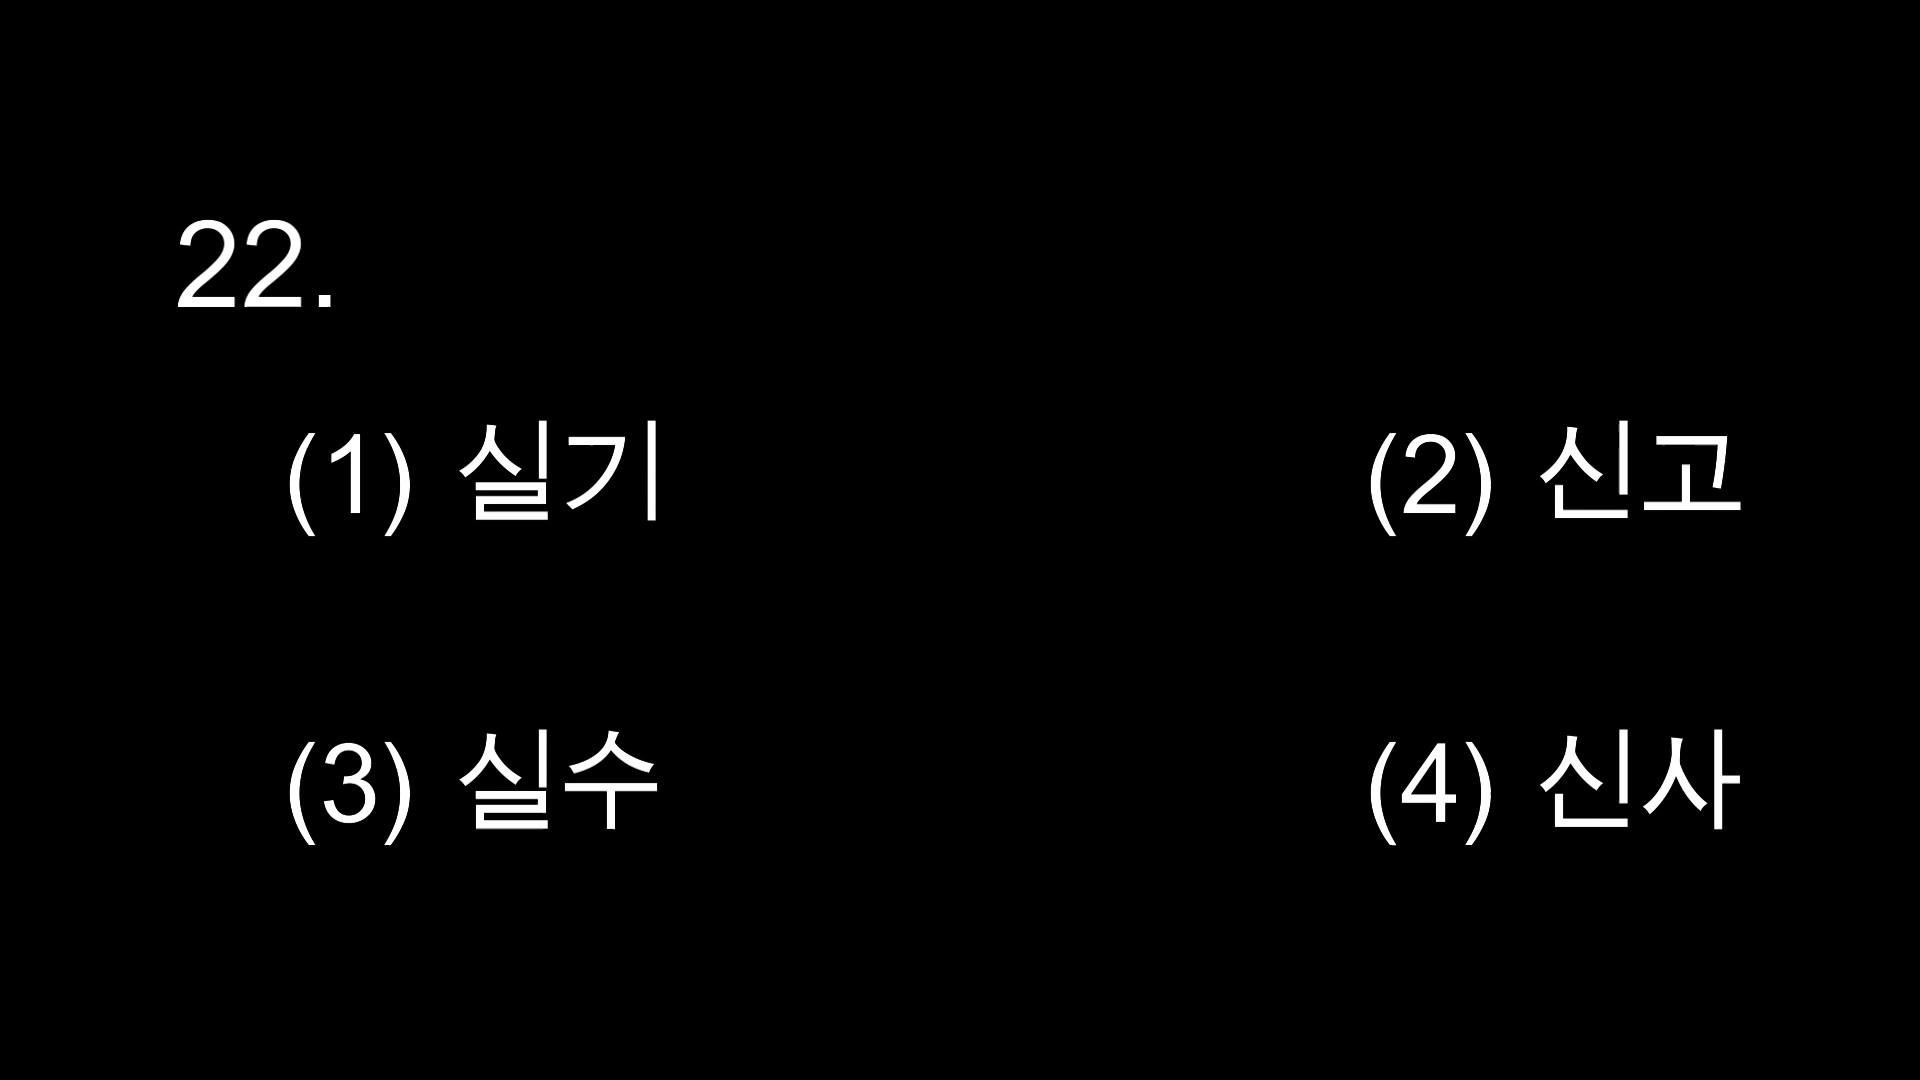 22.
(1) 실기 (2) 신고
(3) 실수 (4) 신사